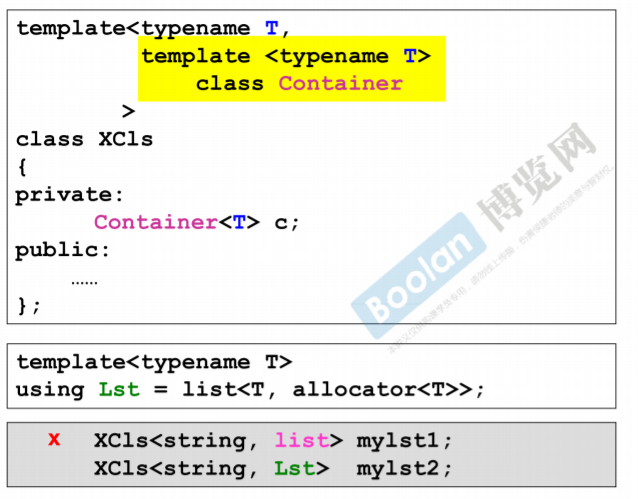 template<typename T,
template <typename T>
class Container
>
class XCls
{
private:
Container<T> c;
public:
......
};
Boolan 博览网
template<typename T>
using Lst = list<T, allocator<T>>;
x XCls<string, list> mylst1;
XCls<string, Lst> mylst2;